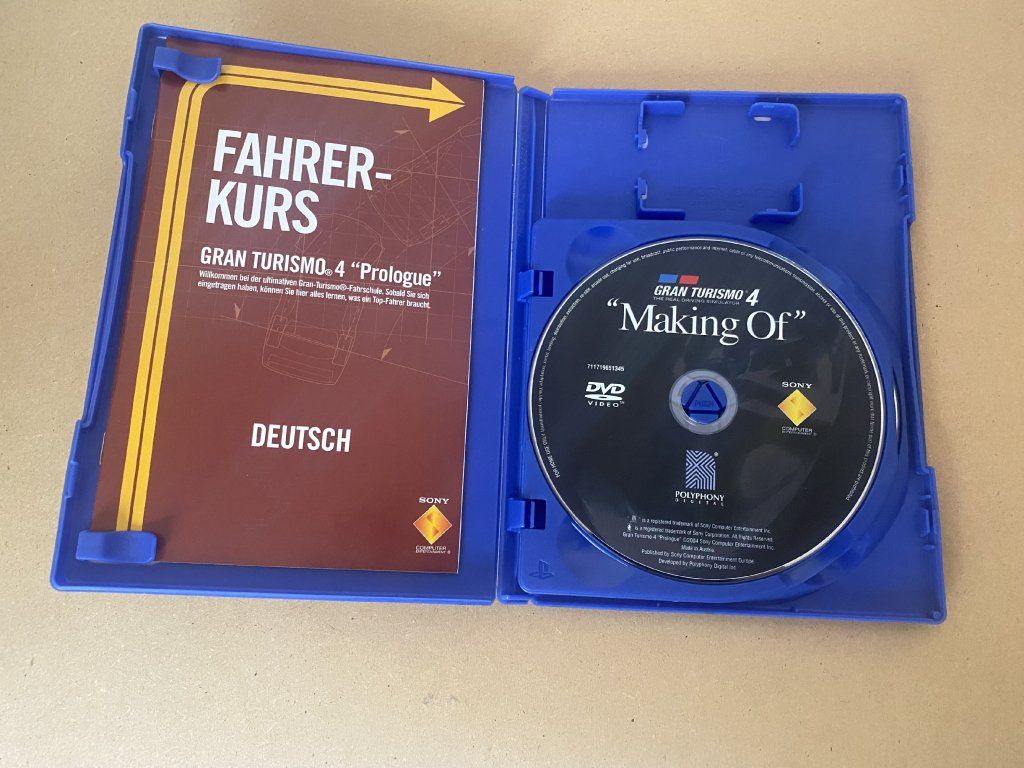 FAHRER-
KURS
GRAN TURISMO® 4 “Prologue”
Willkommen bei der ultimativen Gran-Turismo®-Fahrschule. Sobald Sie sich
eingetragen haben, können Sie hier alles lernen, was ein Top-Fahrer braucht.
DEUTSCH
SONY
COMPUTER
ENTERTAINMENT®
GRAN TURISMO® 4
THE REAL DRIVING SIMULATOR
“Making Of”
711719651345
DVD
VIDEO™
SONY
COMPUTER
ENTERTAINMENT®
POLYPHONY
DIGITAL
is a registered trademark of Sony Computer Entertainment Inc.
is a registered trademark of Sony Corporation. All Rights Reserved.
Gran Turismo 4 “Prologue” ©2004 Sony Computer Entertainment Inc.
Made in Austria.
Published by Sony Computer Entertainment Europe.
Developed by Polyphony Digital Inc.